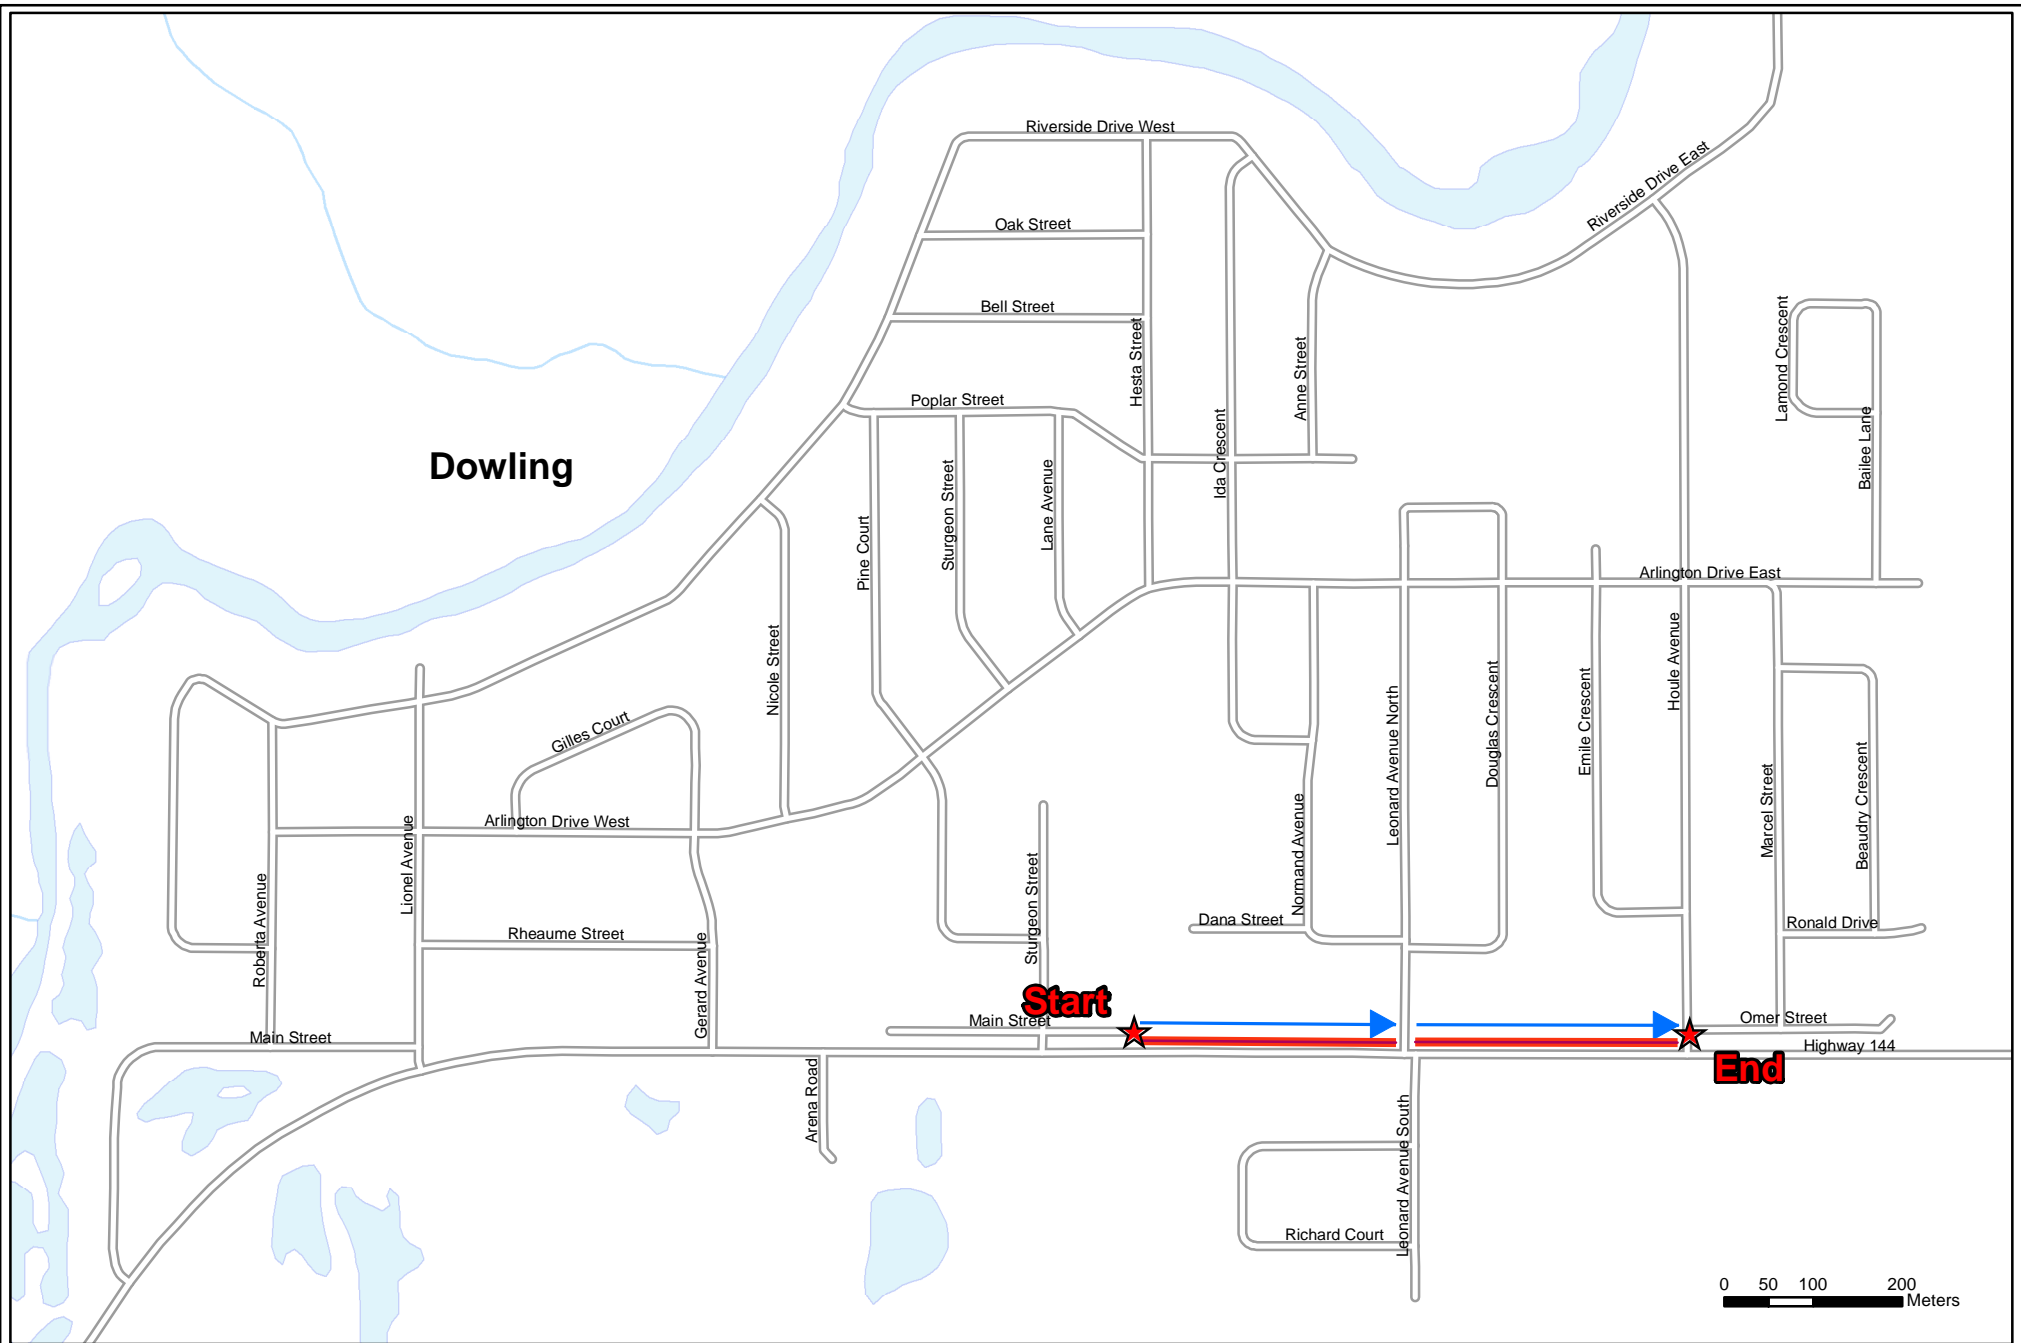 Riverside Drive West
Riverside Drive East
Oak Street
Bell Street
Hesta Street
Anne Street
Lamond Crescent
Poplar Street
Ida Crescent
Bailee Lane
Dowling
Sturgeon Street
Lane Avenue
Pine Court
Arlington Drive East
Nicole Street
Houle Avenue
Gilles Court
Leonard Avenue North
Douglas Crescent
Emile Crescent
Marcel Street
Beaudry Crescent
Arlington Drive West
Lionel Avenue
Normand Avenue
Roberta Avenue
Rheaume Street
Gerard Avenue
Sturgeon Street
Dana Street
Ronald Drive
Start
Main Street
Main Street
Omer Street
Highway 144
End
Arena Road
Leonard Avenue South
Richard Court
0 50 100 200
Meters